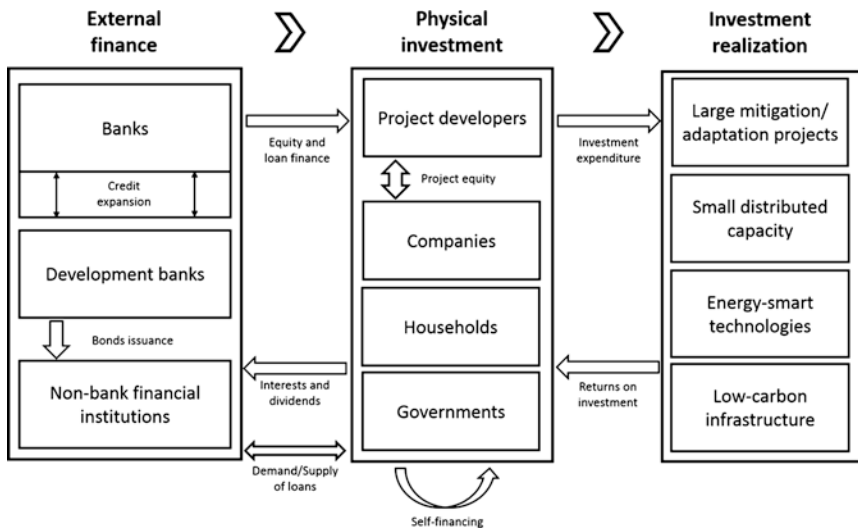 External
finance
Physical
investment
Investment
realization
Banks
Credit
expansion
Development banks
Bonds issuance
Non-bank financial
institutions
Equity and
loan finance
Interests and
dividends
Demand/Supply
of loans
Project developers
Project equity
Companies
Households
Governments
Self-financing
Investment
expenditure
Returns on
investment
Large mitigation/
adaptation projects
Small distributed
capacity
Energy-smart
technologies
Low-carbon
infrastructure